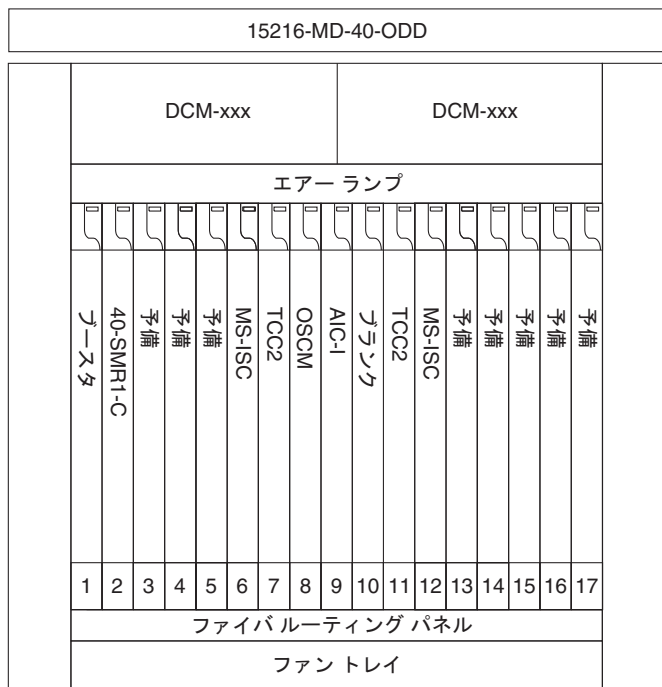 15216-MD-40-ODD
DCM-xxx
DCM-xxx
エアー ランプ
ブースタ
40-SMR1-C
予備
予備
予備
MS-ISC
TCC2
OSCM
AIC-I
ブランク
TCC2
MS-ISC
予備
予備
予備
予備
予備
1
2
3
4
5
6
7
8
9
10
11
12
13
14
15
16
17
ファイバ ルーティング パネル
ファン トレイ